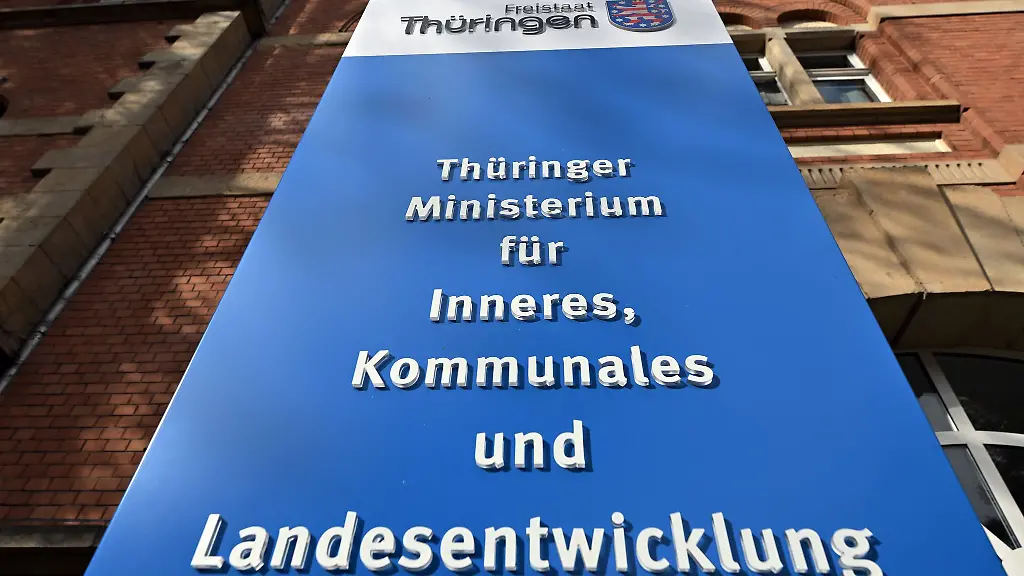 Freistaat
Thüringen
Thüringer
Ministerium
für
Inneres,
Kommunales
und
Landesentwicklung